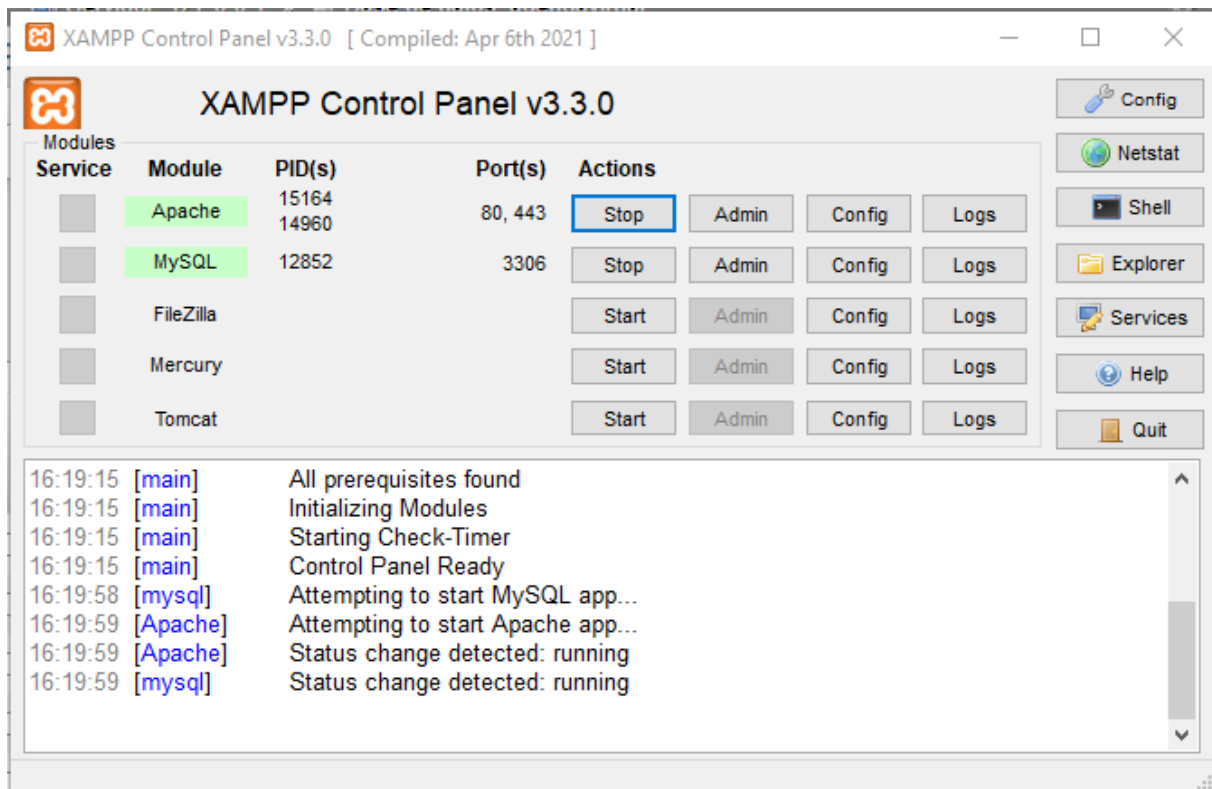 XAMPP Control Panel v3.3.0 [ Compiled: Apr 6th 2021 ]
XAMPP Control Panel v3.3.0
Config
Modules
Service Module PID(s) Port(s) Actions
Netstat
Apache 15164 14960 80, 443 Stop Admin Config Logs
Shell
MySQL 12852 3306 Stop Admin Config Logs
Explorer
FileZilla Start Admin Config Logs
Services
Mercury Start Admin Config Logs
Help
Tomcat Start Admin Config Logs
Quit
16:19:15 [main] All prerequisites found
16:19:15 [main] Initializing Modules
16:19:15 [main] Starting Check-Timer
16:19:15 [main] Control Panel Ready
16:19:58 [mysql] Attempting to start MySQL app...
16:19:59 [Apache] Attempting to start Apache app...
16:19:59 [Apache] Status change detected: running
16:19:59 [mysql] Status change detected: running